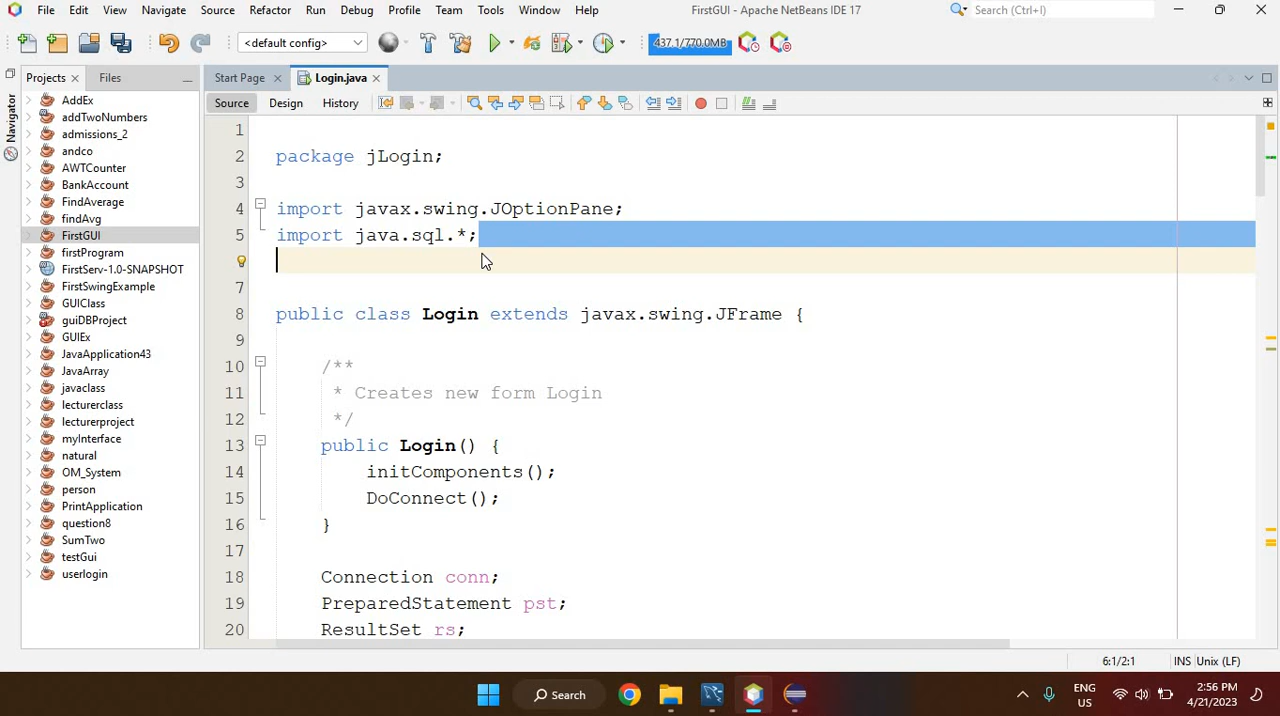 File Edit View Navigate Source Refactor Run Debug Profile Team Tools Window Help FirstGUI - Apache NetBeans IDE 17 Search (Ctrl+I)
<default config> 437.1/770.0MB
Projects Files Start Page Login.java
Navigator
Source Design History
AddEx
addTwoNumbers
admissions_2
andco
AWTCounter
BankAccount
FindAverage
findAvg
FirstGUI
firstProgram
FirstServ-1.0-SNAPSHOT
FirstSwingExample
GUIClass
guiDBProject
GUIEx
JavaApplication43
JavaArray
javaclass
lecturerclass
lecturerproject
myInterface
natural
OM_System
person
PrintApplication
question8
SumTwo
testGui
userlogin
1
2 package jLogin;
3
4 import javax.swing.JOptionPane;
5 import java.sql.*;
7
8 public class Login extends javax.swing.JFrame {
9
10 /**
11 * Creates new form Login
12 */
13 public Login() {
14 initComponents();
15 DoConnect();
16 }
17
18 Connection conn;
19 PreparedStatement pst;
20 ResultSet rs;
6:1/2:1 INS Unix (LF)
Search
ENG
US
2:56 PM
4/21/2023